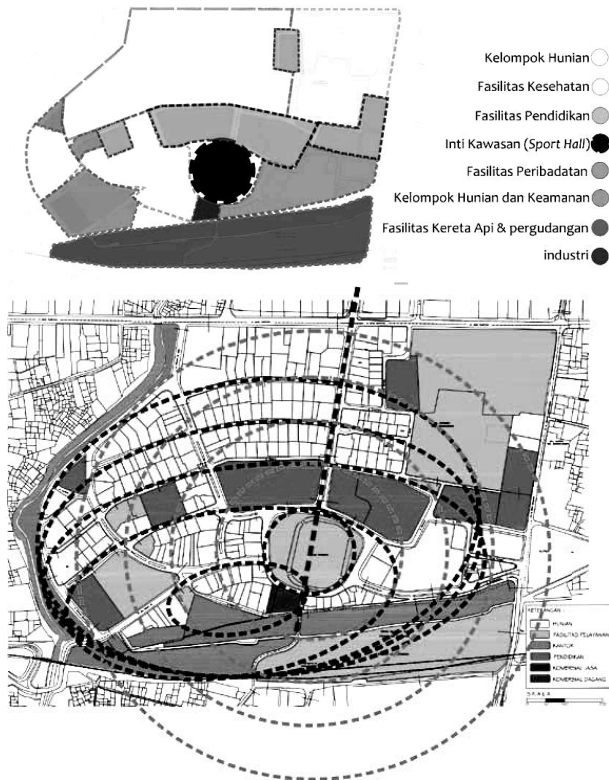 Kelompok Hunian
Fasilitas Kesehatan
Fasilitas Pendidikan
Inti Kawasan (Sport Hall)
Fasilitas Peribadatan
Kelompok Hunian dan Keamanan
Fasilitas Kereta Api & pergudangan
industri
KETERANGAN :
HUNIAN
FASILITAS PELAYANAN
KANTOR
PENDIDIKAN
KOMERSIAL JASA
KOMERSIAL DAGANG
SKALA